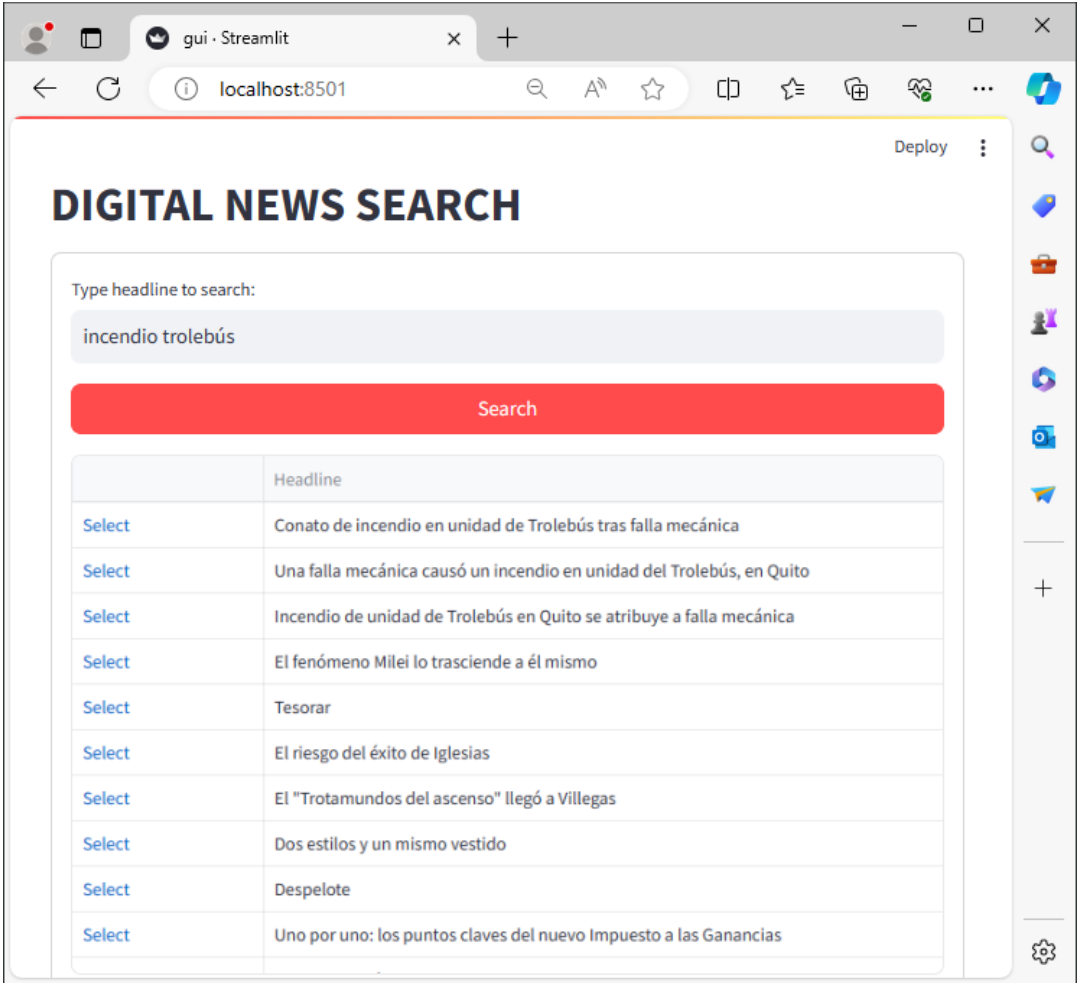 gui · Streamlit
localhost:8501
Deploy
DIGITAL NEWS SEARCH
Type headline to search:
incendio trolebús
Search
Headline
Select Conato de incendio en unidad de Trolebús tras falla mecánica
Select Una falla mecánica causó un incendio en unidad del Trolebús, en Quito
Select Incendio de unidad de Trolebús en Quito se atribuye a falla mecánica
Select El fenómeno Milei lo trasciende a él mismo
Select Tesorar
Select El riesgo del éxito de Iglesias
Select El "Trotamundos del ascenso" llegó a Villegas
Select Dos estilos y un mismo vestido
Select Despelote
Select Uno por uno: los puntos claves del nuevo Impuesto a las Ganancias